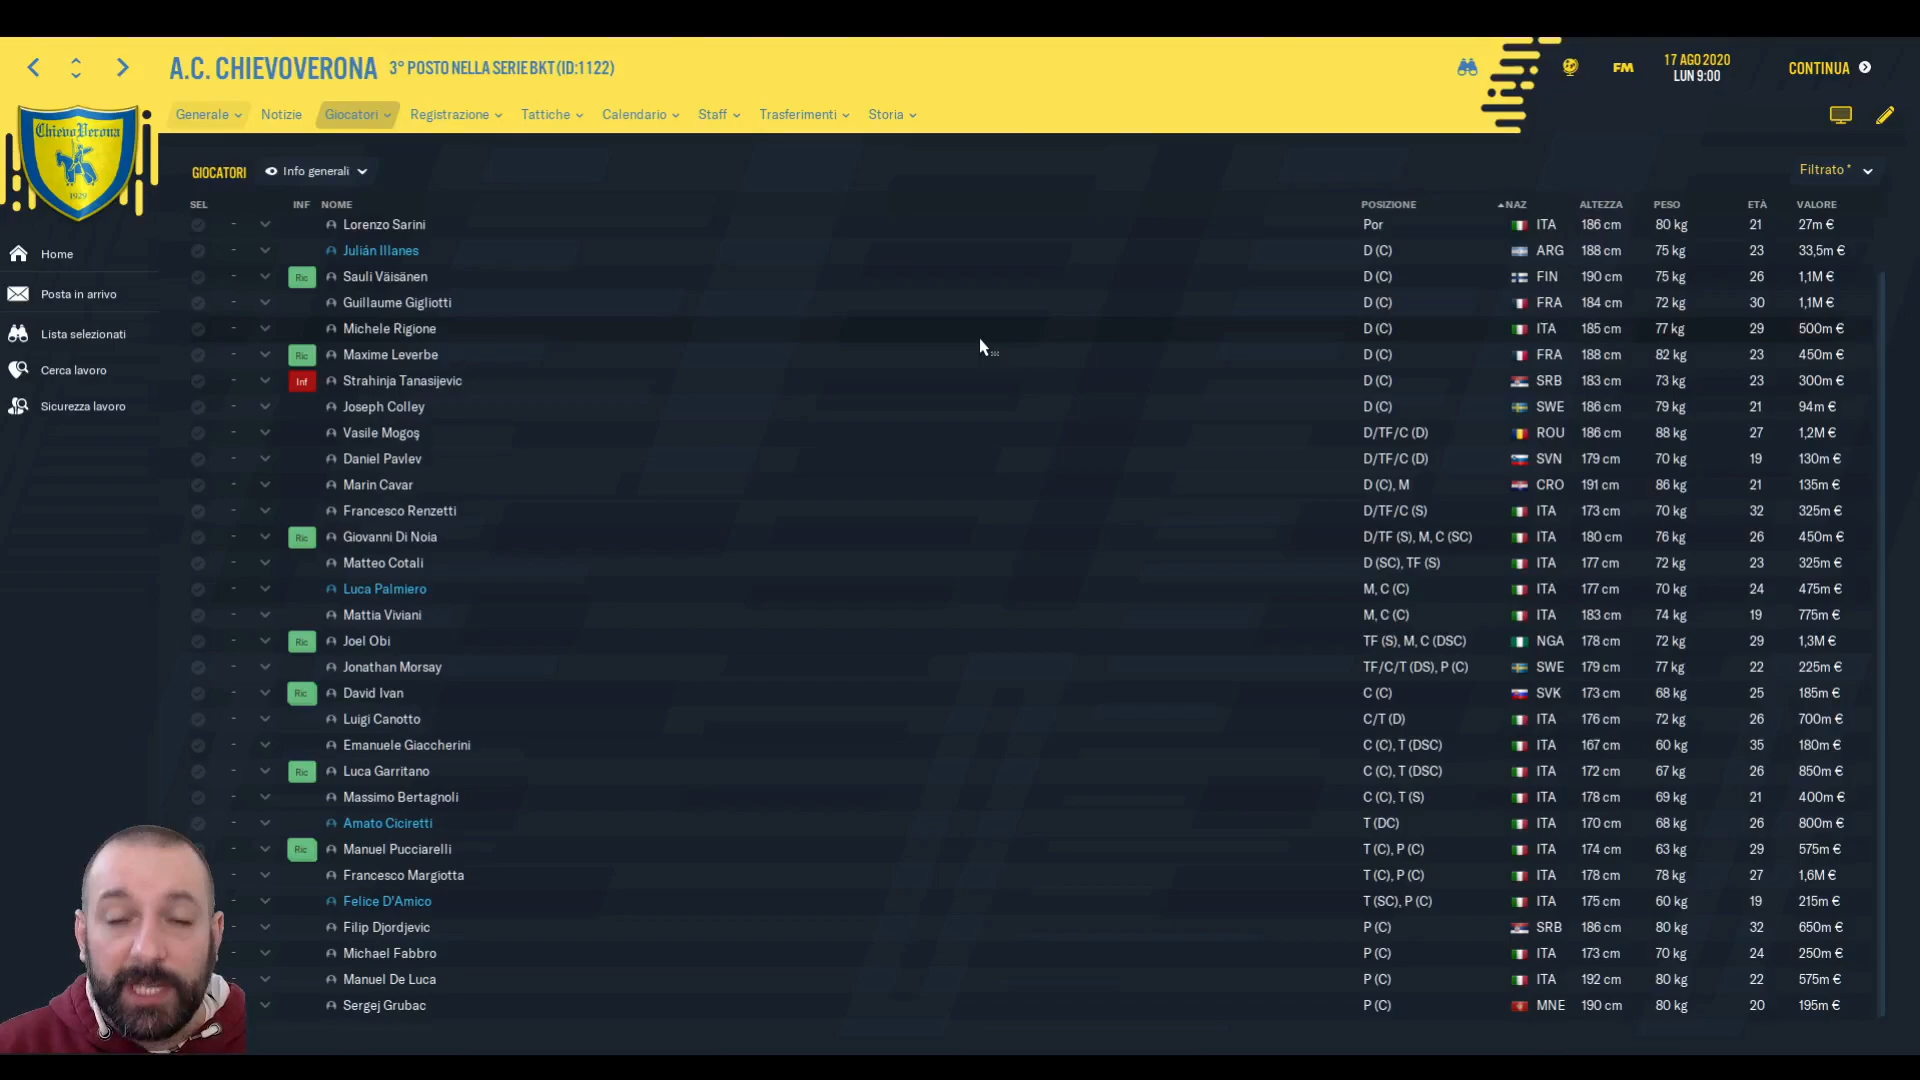 A.C. CHIEVOVERONA 3° POSTO NELLA SERIE BKT (ID:1122)
FM
17 AGO 2020
LUN 9:00
CONTINUA
Generale Notizie Giocatori Registrazione Tattiche Calendario Staff Trasferimenti Storia
ChievoVerona
1929
Home
Posta in arrivo
Lista selezionati
Cerca lavoro
Sicurezza lavoro
GIOCATORI Info generali Filtrato *
SEL INF NOME POSIZIONE NAZ ALTEZZA PESO ETÀ VALORE
- Lorenzo Sarini Por ITA 186 cm 80 kg 21 27m €
- Julián Illanes D (C) ARG 188 cm 75 kg 23 33,5m €
- Ric Sauli Väisänen D (C) FIN 190 cm 75 kg 26 1,1M €
- Guillaume Gigliotti D (C) FRA 184 cm 72 kg 30 1,1M €
- Michele Rigione D (C) ITA 185 cm 77 kg 29 500m €
- Ric Maxime Leverbe D (C) FRA 188 cm 82 kg 23 450m €
- Inf Strahinja Tanasijevic D (C) SRB 183 cm 73 kg 23 300m €
- Joseph Colley D (C) SWE 186 cm 79 kg 21 94m €
- Vasile Mogoș D/TF/C (D) ROU 186 cm 88 kg 27 1,2M €
- Daniel Pavlev D/TF/C (D) SVN 179 cm 70 kg 19 130m €
- Marin Cavar D (C), M CRO 191 cm 86 kg 21 135m €
- Francesco Renzetti D/TF/C (S) ITA 173 cm 70 kg 32 325m €
- Ric Giovanni Di Noia D/TF (S), M, C (SC) ITA 180 cm 76 kg 26 450m €
- Matteo Cotali D (SC), TF (S) ITA 177 cm 72 kg 23 325m €
- Luca Palmiero M, C (C) ITA 177 cm 70 kg 24 475m €
- Mattia Viviani M, C (C) ITA 183 cm 74 kg 19 775m €
- Ric Joel Obi TF (S), M, C (DSC) NGA 178 cm 72 kg 29 1,3M €
- Jonathan Morsay TF/C/T (DS), P (C) SWE 179 cm 77 kg 22 225m €
- Ric David Ivan C (C) SVK 173 cm 68 kg 25 185m €
- Luigi Canotto C/T (D) ITA 176 cm 72 kg 26 700m €
- Emanuele Giaccherini C (C), T (DSC) ITA 167 cm 60 kg 35 180m €
- Ric Luca Garritano C (C), T (DSC) ITA 172 cm 67 kg 26 850m €
- Massimo Bertagnoli C (C), T (S) ITA 178 cm 69 kg 21 400m €
- Amato Ciciretti T (DC) ITA 170 cm 68 kg 26 800m €
- Ric Manuel Pucciarelli T (C), P (C) ITA 174 cm 63 kg 29 575m €
- Francesco Margiotta T (C), P (C) ITA 178 cm 78 kg 27 1,6M €
- Felice D'Amico T (SC), P (C) ITA 175 cm 60 kg 19 215m €
- Filip Djordjevic P (C) SRB 186 cm 80 kg 32 650m €
- Michael Fabbro P (C) ITA 173 cm 70 kg 24 250m €
- Manuel De Luca P (C) ITA 192 cm 80 kg 22 575m €
Sergej Grubac P (C) MNE 190 cm 80 kg 20 195m €